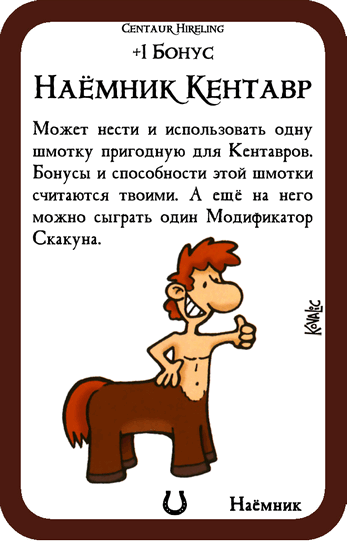 Centaur Hireling
+1 Бонус
Наёмник Кентавр
Может нести и использовать одну
шмотку пригодную для Кентавров.
Бонусы и способности этой шмотки
считаются твоими. А ещё на него
можно сыграть один Модификатор
Скакуна.
Kovalic
Наёмник